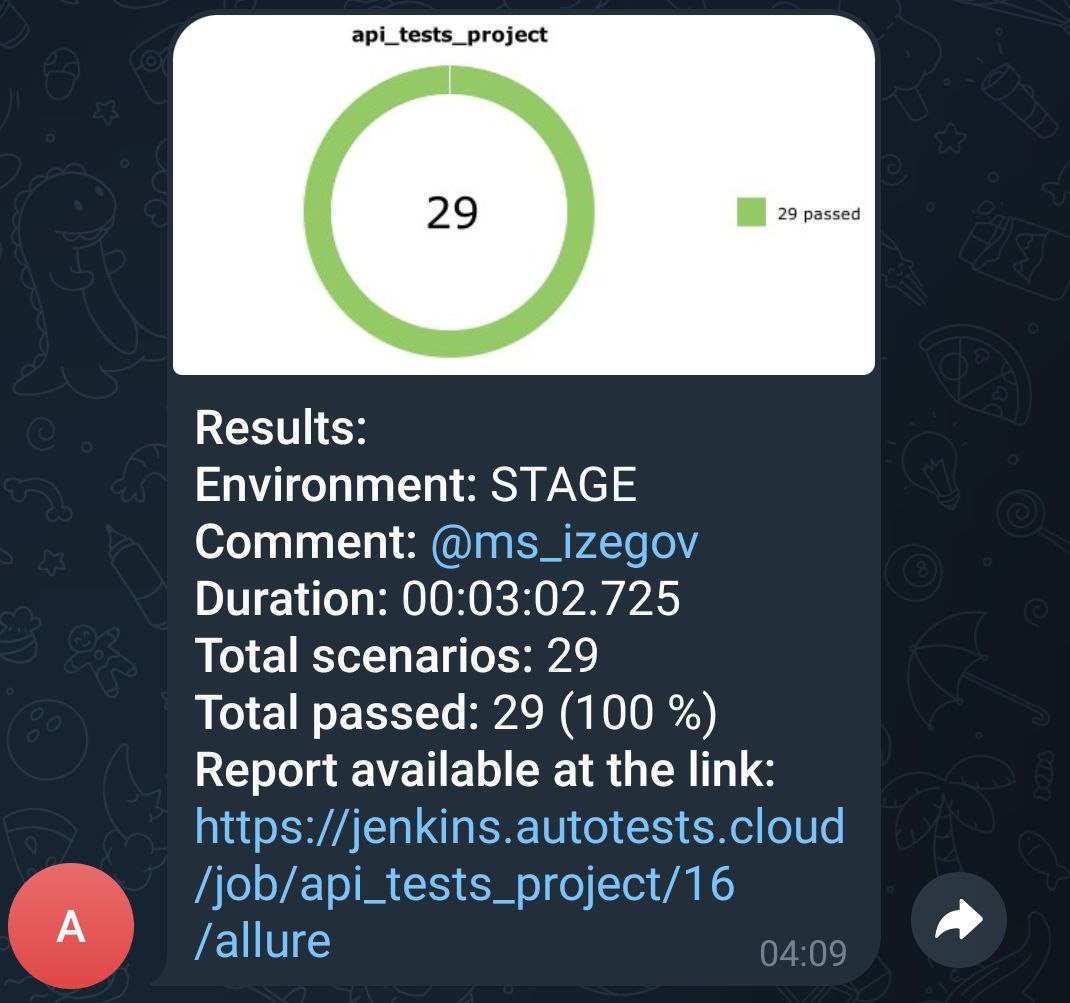 api_tests_project
29
29 passed
Results:
Environment: STAGE
Comment: @ms_izegov
Duration: 00:03:02.725
Total scenarios: 29
Total passed: 29 (100 %)
Report available at the link:
https://jenkins.autotests.cloud
/job/api_tests_project/16
/allure
A
04:09